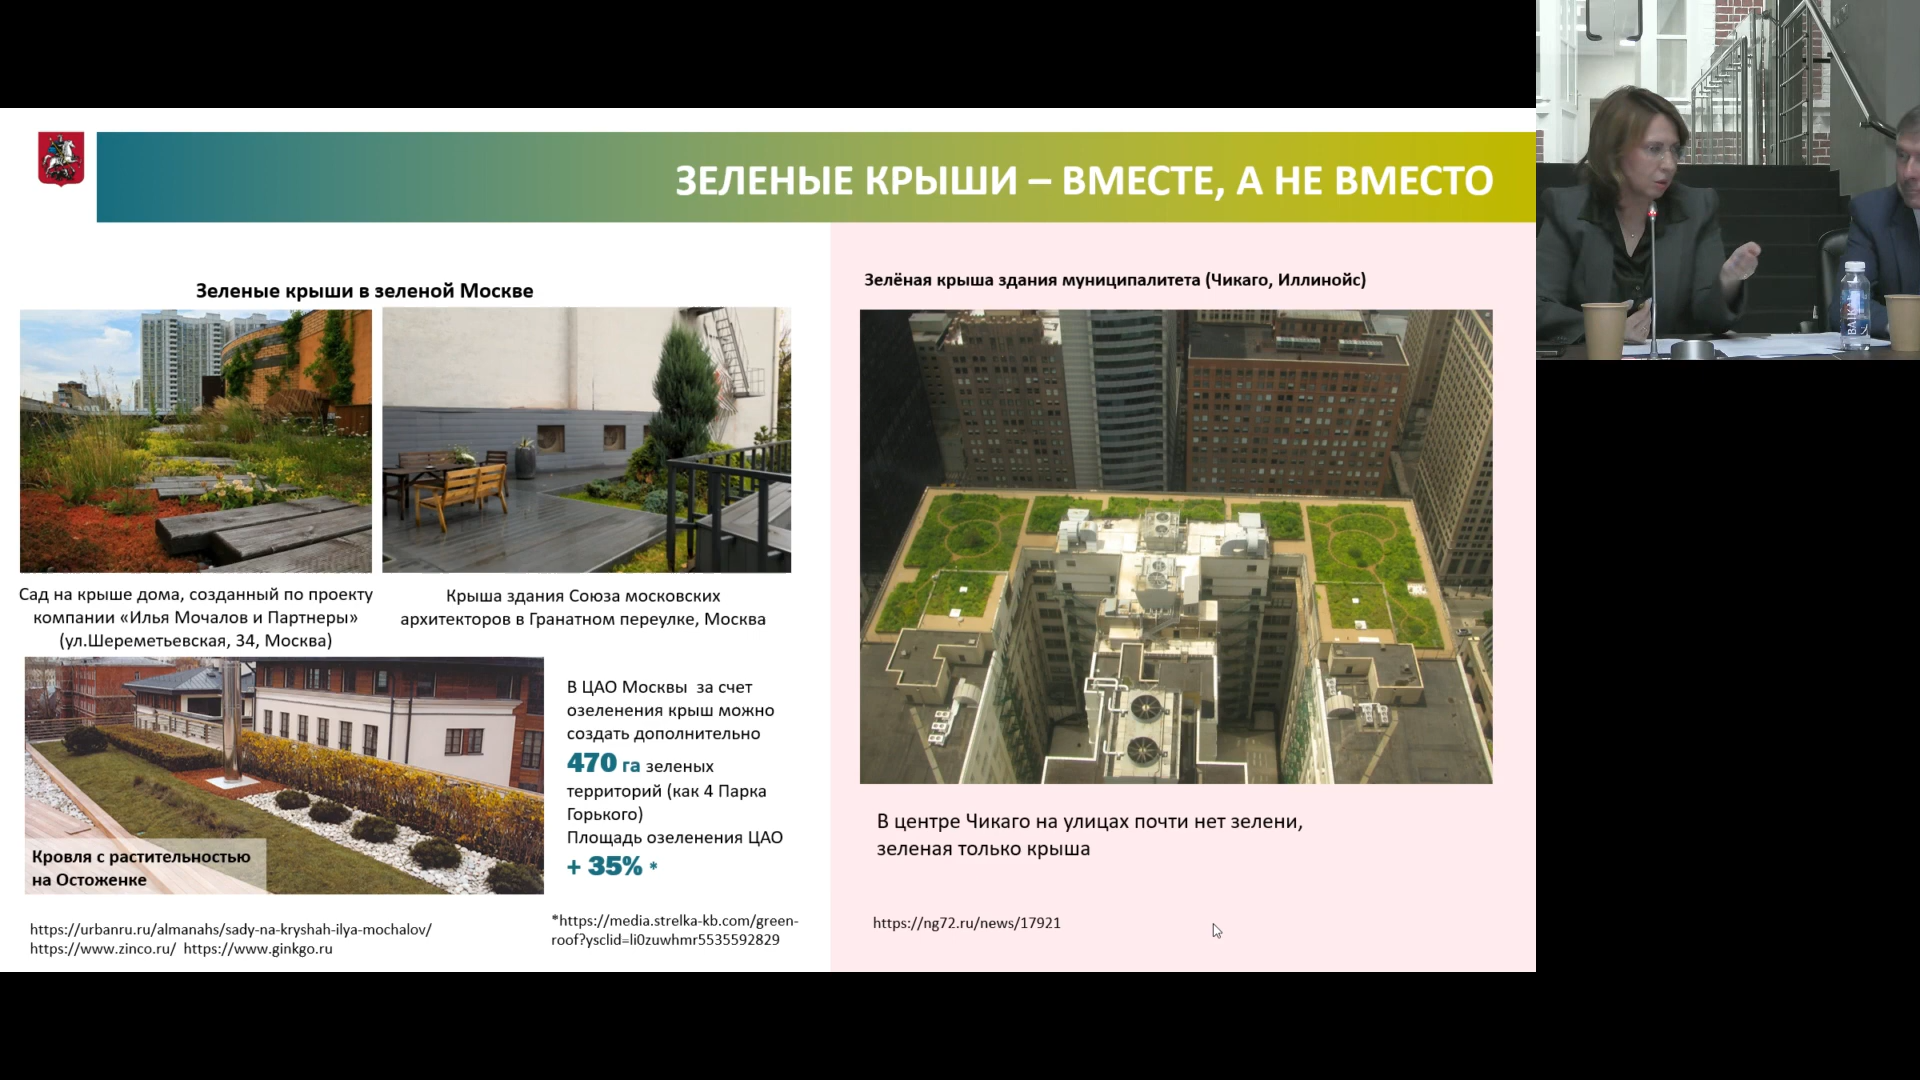 ЗЕЛЕНЫЕ КРЫШИ – ВМЕСТЕ, А НЕ ВМЕСТО
Зеленые крыши в зеленой Москве
Сад на крыше дома, созданный по проекту
компании «Илья Мочалов и Партнеры»
(ул.Шереметьевская, 34, Москва)
Крыша здания Союза московских
архитекторов в Гранатном переулке, Москва
Кровля с растительностью
на Остоженке
В ЦАО Москвы за счет
озеленения крыш можно
создать дополнительно
470 га зеленых
территорий (как 4 Парка
Горького)
Площадь озеленения ЦАО
+ 35% *
https://urbanru.ru/almanahs/sady-na-kryshah-ilya-mochalov/
https://www.zinco.ru/ https://www.ginkgo.ru
*https://media.strelka-kb.com/green-
roof?ysclid=li0zuwhmr5535592829
Зелёная крыша здания муниципалитета (Чикаго, Иллинойс)
В центре Чикаго на улицах почти нет зелени,
зеленая только крыша
https://ng72.ru/news/17921
BAIKAL